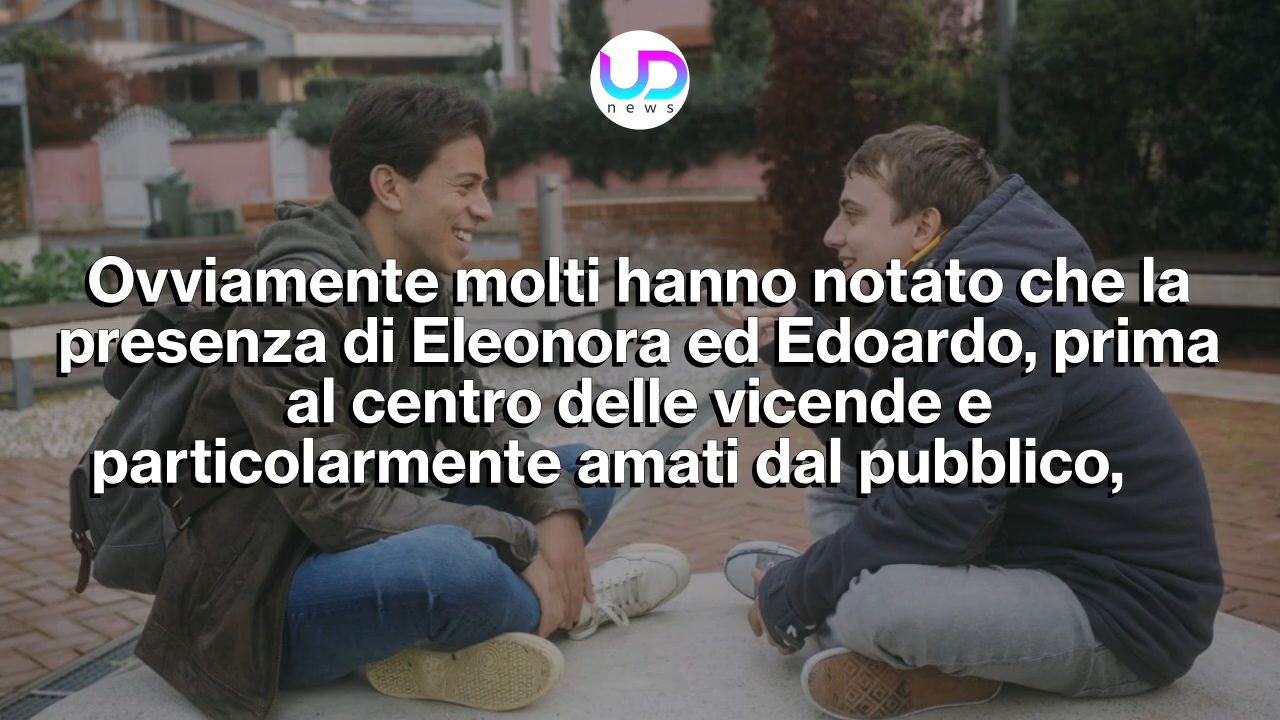 UD
news
Ovviamente molti hanno notato che la
presenza di Eleonora ed Edoardo, prima
al centro delle vicende e
particolarmente amati dal pubblico,